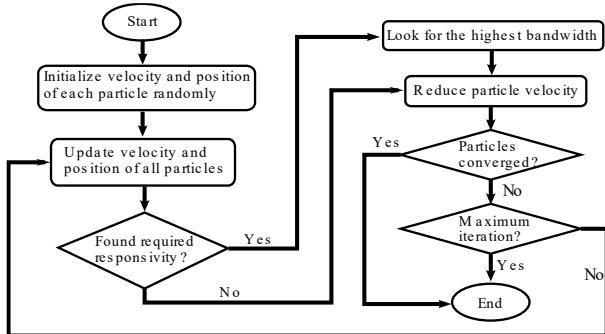 Start
Initialize velocity and position
of each particle randomly
Update velocity and
position of all particles
Found required
responsivity?
Yes
No
Look for the highest bandwidth
Reduce particle velocity
Particles
converged?
Yes
No
Maximum
iteration?
Yes
No
End